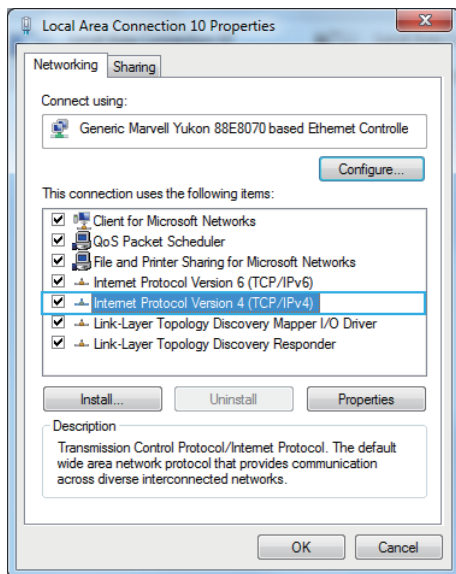 Local Area Connection 10 Properties
Networking Sharing
Connect using:
Generic Marvell Yukon 88E8070 based Ethernet Controlle
Configure...
This connection uses the following items:
Client for Microsoft Networks
QoS Packet Scheduler
File and Printer Sharing for Microsoft Networks
Internet Protocol Version 6 (TCP/IPv6)
Internet Protocol Version 4 (TCP/IPv4)
Link-Layer Topology Discovery Mapper I/O Driver
Link-Layer Topology Discovery Responder
Install... Uninstall Properties
Description
Transmission Control Protocol/Internet Protocol. The default
wide area network protocol that provides communication
across diverse interconnected networks.
OK Cancel